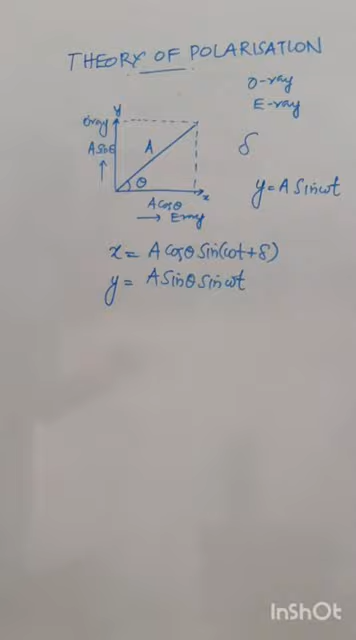 THEORY OF POLARISATION
O-ray
E-ray
y
O-ray
A Sinθ
A
θ
x
A Cosθ
→ E-ray
δ
y = A Sinωt
x = A Cosθ Sin(ωt + δ)
y = A Sinθ Sinωt
InShOt